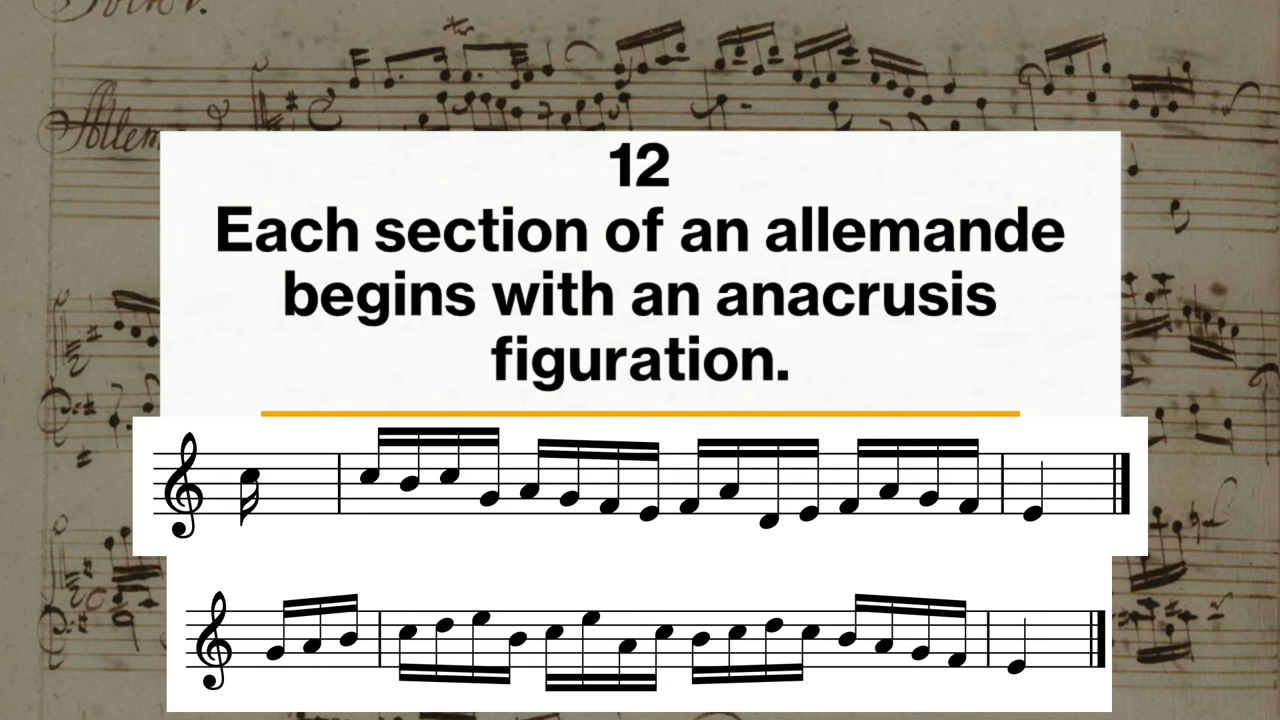 12
Each section of an allemande
begins with an anacrusis
figuration.